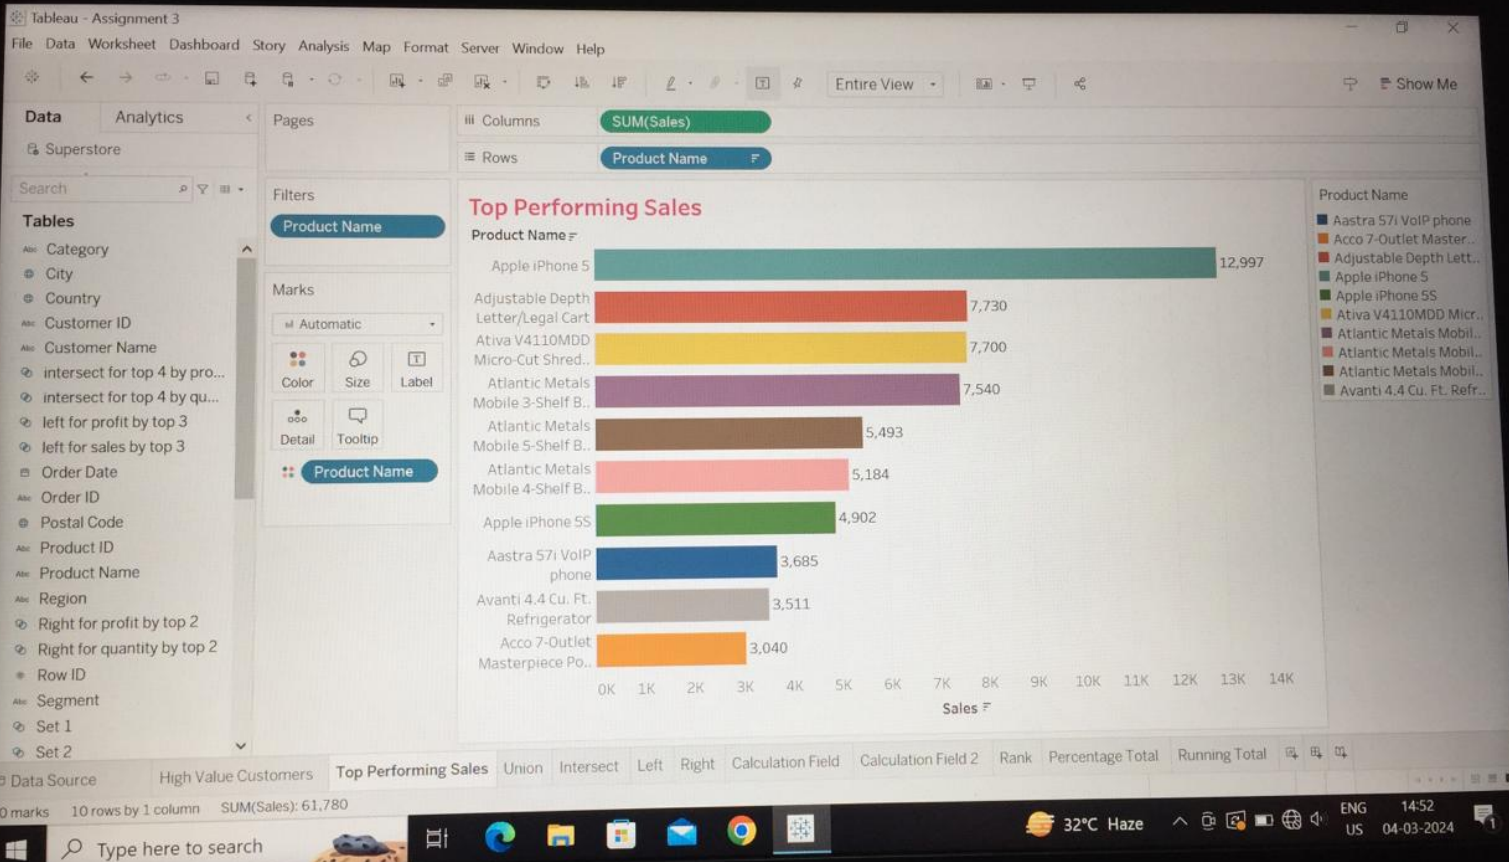 Tableau - Assignment 3
File Data Worksheet Dashboard Story Analysis Map Format Server Window Help
Entire View
Show Me
Data Analytics
Superstore
Search
Tables
Abc Category
City
Country
Abc Customer ID
Abc Customer Name
intersect for top 4 by pro...
intersect for top 4 by qu...
left for profit by top 3
left for sales by top 3
Order Date
Abc Order ID
Postal Code
Abc Product ID
Abc Product Name
Abc Region
Right for profit by top 2
Right for quantity by top 2
Row ID
Abc Segment
Set 1
Set 2
Pages
Filters
Product Name
Marks
Automatic
Color Size Label
Detail Tooltip
Product Name
Columns SUM(Sales)
Rows Product Name
Top Performing Sales
Product Name
Apple iPhone 5 12,997
Adjustable Depth
Letter/Legal Cart 7,730
Ativa V4110MDD
Micro-Cut Shred.. 7,700
Atlantic Metals
Mobile 3-Shelf B.. 7,540
Atlantic Metals
Mobile 5-Shelf B.. 5,493
Atlantic Metals
Mobile 4-Shelf B.. 5,184
Apple iPhone 5S 4,902
Aastra 57i VoIP
phone 3,685
Avanti 4.4 Cu. Ft.
Refrigerator 3,511
Acco 7-Outlet
Masterpiece Po.. 3,040
0K 1K 2K 3K 4K 5K 6K 7K 8K 9K 10K 11K 12K 13K 14K
Sales
Product Name
Aastra 57i VoIP phone
Acco 7-Outlet Master..
Adjustable Depth Lett..
Apple iPhone 5
Apple iPhone 5S
Ativa V4110MDD Micr..
Atlantic Metals Mobil..
Atlantic Metals Mobil..
Atlantic Metals Mobil..
Avanti 4.4 Cu. Ft. Refr..
Data Source High Value Customers Top Performing Sales Union Intersect Left Right Calculation Field Calculation Field 2 Rank Percentage Total Running Total
0 marks 10 rows by 1 column SUM(Sales): 61,780
Type here to search
32°C Haze
ENG
US
14:52
04-03-2024
1